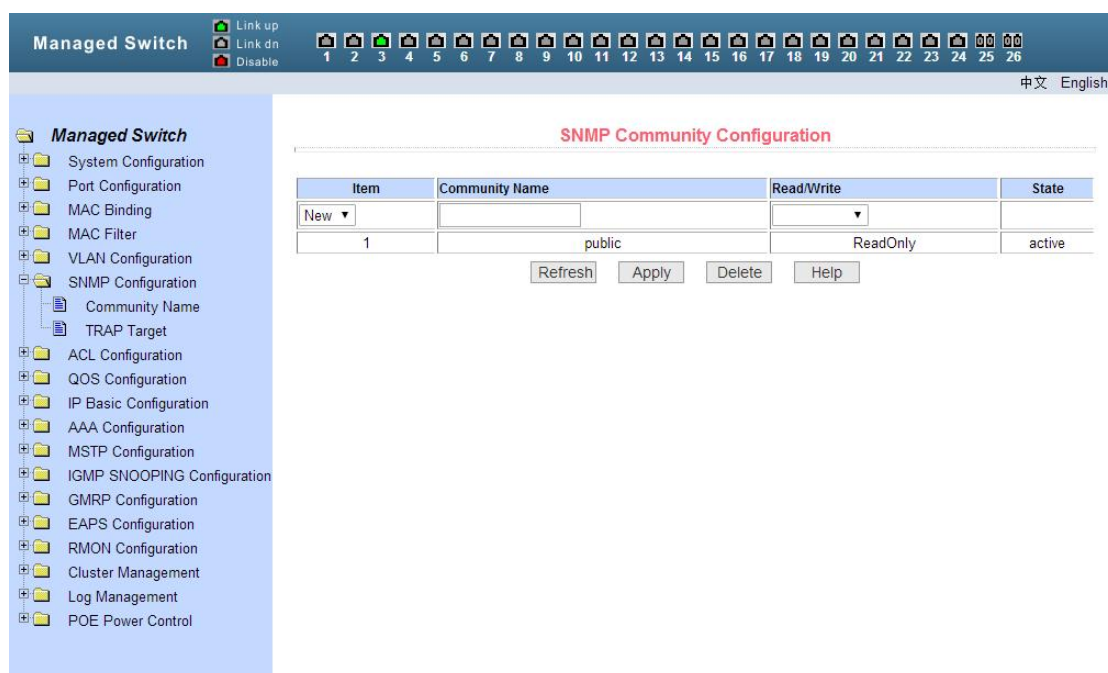 Managed Switch
Link up
Link dn
Disable
1 2 3 4 5 6 7 8 9 10 11 12 13 14 15 16 17 18 19 20 21 22 23 24 25 26
中文 English
Managed Switch
System Configuration
Port Configuration
MAC Binding
MAC Filter
VLAN Configuration
SNMP Configuration
Community Name
TRAP Target
ACL Configuration
QOS Configuration
IP Basic Configuration
AAA Configuration
MSTP Configuration
IGMP SNOOPING Configuration
GMRP Configuration
EAPS Configuration
RMON Configuration
Cluster Management
Log Management
POE Power Control
SNMP Community Configuration
Item Community Name Read/Write State
New
1 public ReadOnly active
Refresh Apply Delete Help